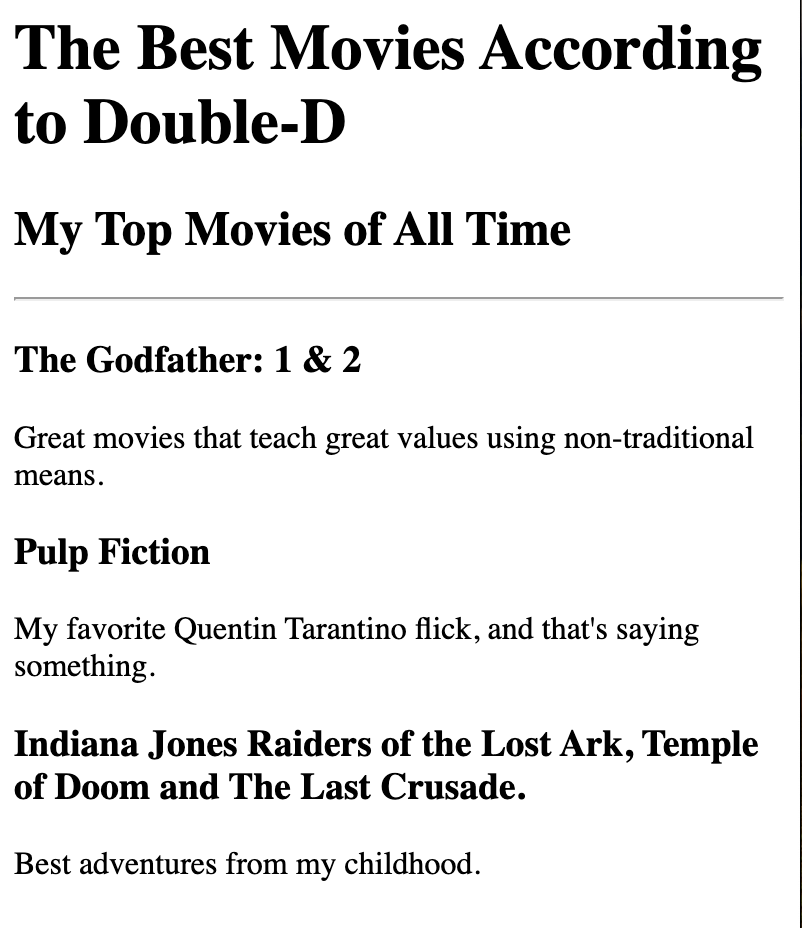 The Best Movies According
to Double-D
My Top Movies of All Time
The Godfather: 1 & 2
Great movies that teach great values using non-traditional
means.
Pulp Fiction
My favorite Quentin Tarantino flick, and that's saying
something.
Indiana Jones Raiders of the Lost Ark, Temple
of Doom and The Last Crusade.
Best adventures from my childhood.